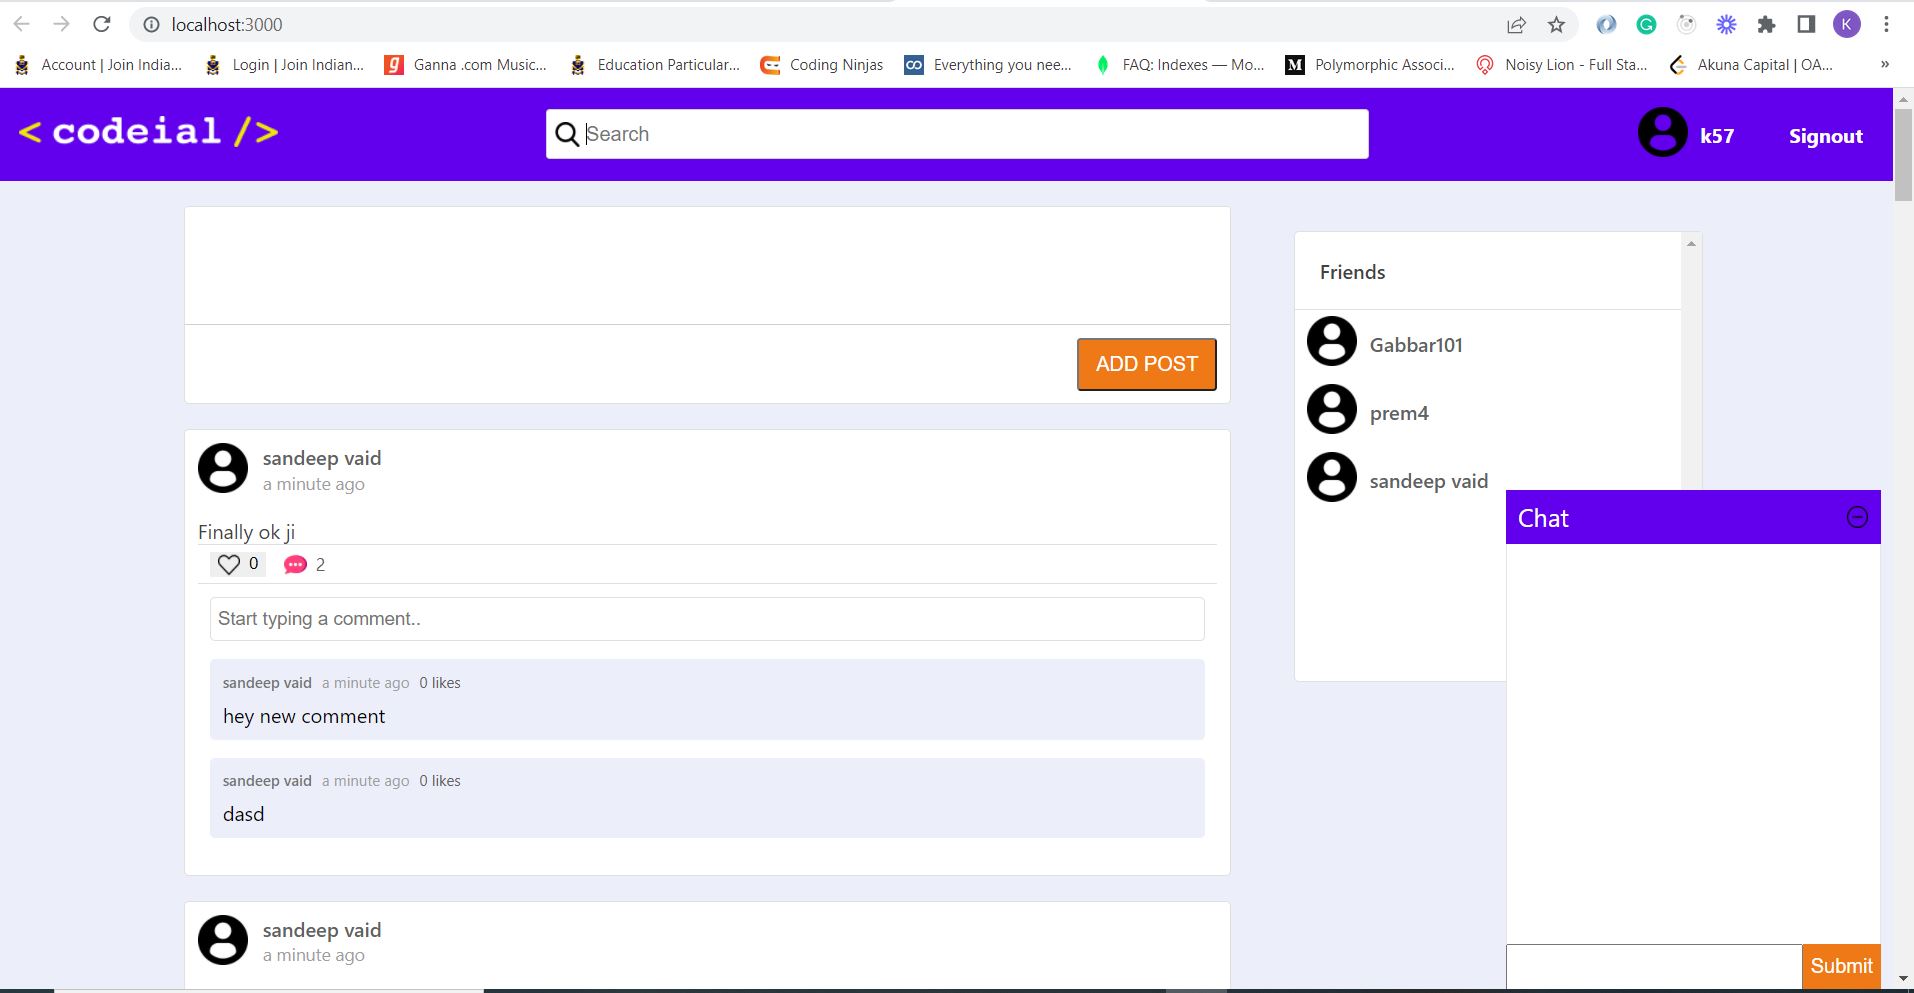 localhost:3000
Account | Join India...
Login | Join Indian...
Ganna .com Music...
Education Particular...
Coding Ninjas
Everything you nee...
FAQ: Indexes — Mo...
Polymorphic Associ...
Noisy Lion - Full Sta...
Akuna Capital | OA...
»
K
< codeial />
Search
k57
Signout
ADD POST
Friends
Gabbar101
prem4
sandeep vaid
sandeep vaid
a minute ago
Finally ok ji
0
2
Start typing a comment..
sandeep vaid a minute ago 0 likes
hey new comment
sandeep vaid a minute ago 0 likes
dasd
sandeep vaid
a minute ago
Chat
Submit